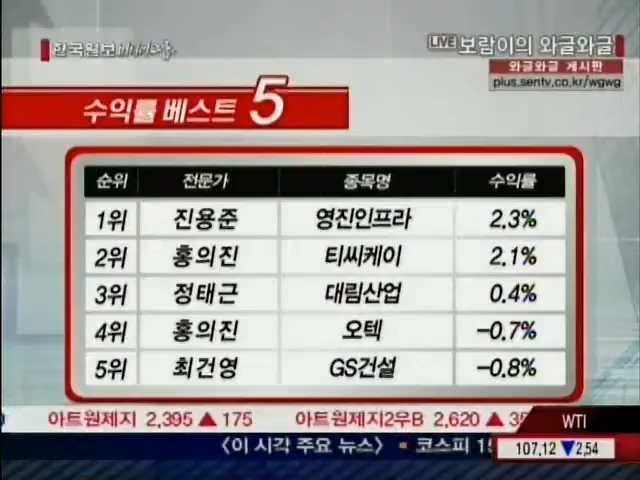 LIVE 보람이의 와글와글
와글와글 게시판
plus.sentv.co.kr/wgwg
수익률 베스트 5
순위 전문가 종목명 수익률
1위 진용준 영진인프라 2.3%
2위 홍의진 티씨케이 2.1%
3위 정태근 대림산업 0.4%
4위 홍의진 오텍 -0.7%
5위 최건영 GS건설 -0.8%
아트원제지 2,395 ▲ 175 아트원제지2우B 2,620 ▲ WTI
<이 시각 주요 뉴스> ▪ 코스피 107,12 ▼2,54